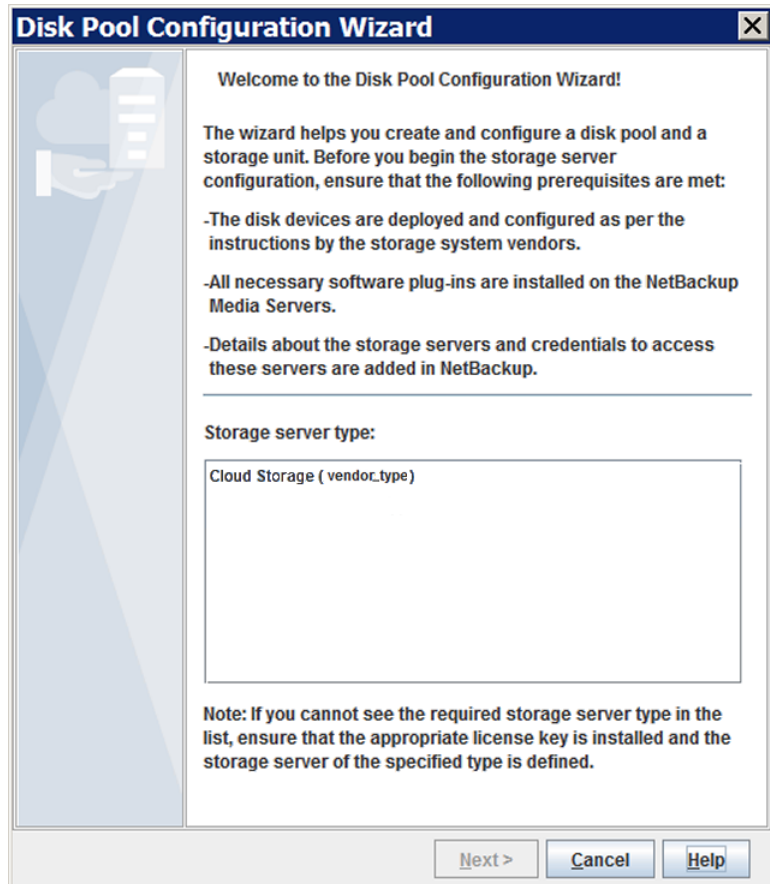 Disk Pool Configuration Wizard
Welcome to the Disk Pool Configuration Wizard!
The wizard helps you create and configure a disk pool and a
storage unit. Before you begin the storage server
configuration, ensure that the following prerequisites are met:
-The disk devices are deployed and configured as per the
instructions by the storage system vendors.
-All necessary software plug-ins are installed on the NetBackup
Media Servers.
-Details about the storage servers and credentials to access
these servers are added in NetBackup.
Storage server type:
Cloud Storage ( vendor_type)
Note: If you cannot see the required storage server type in the
list, ensure that the appropriate license key is installed and the
storage server of the specified type is defined.
Next >
Cancel
Help